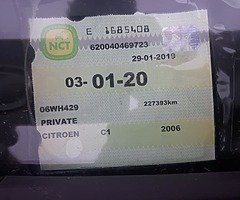 E 1685408
NCT
620040469723
29-01-2019
03-01-20
06WH429
227393km
PRIVATE
CITROEN C1 2006